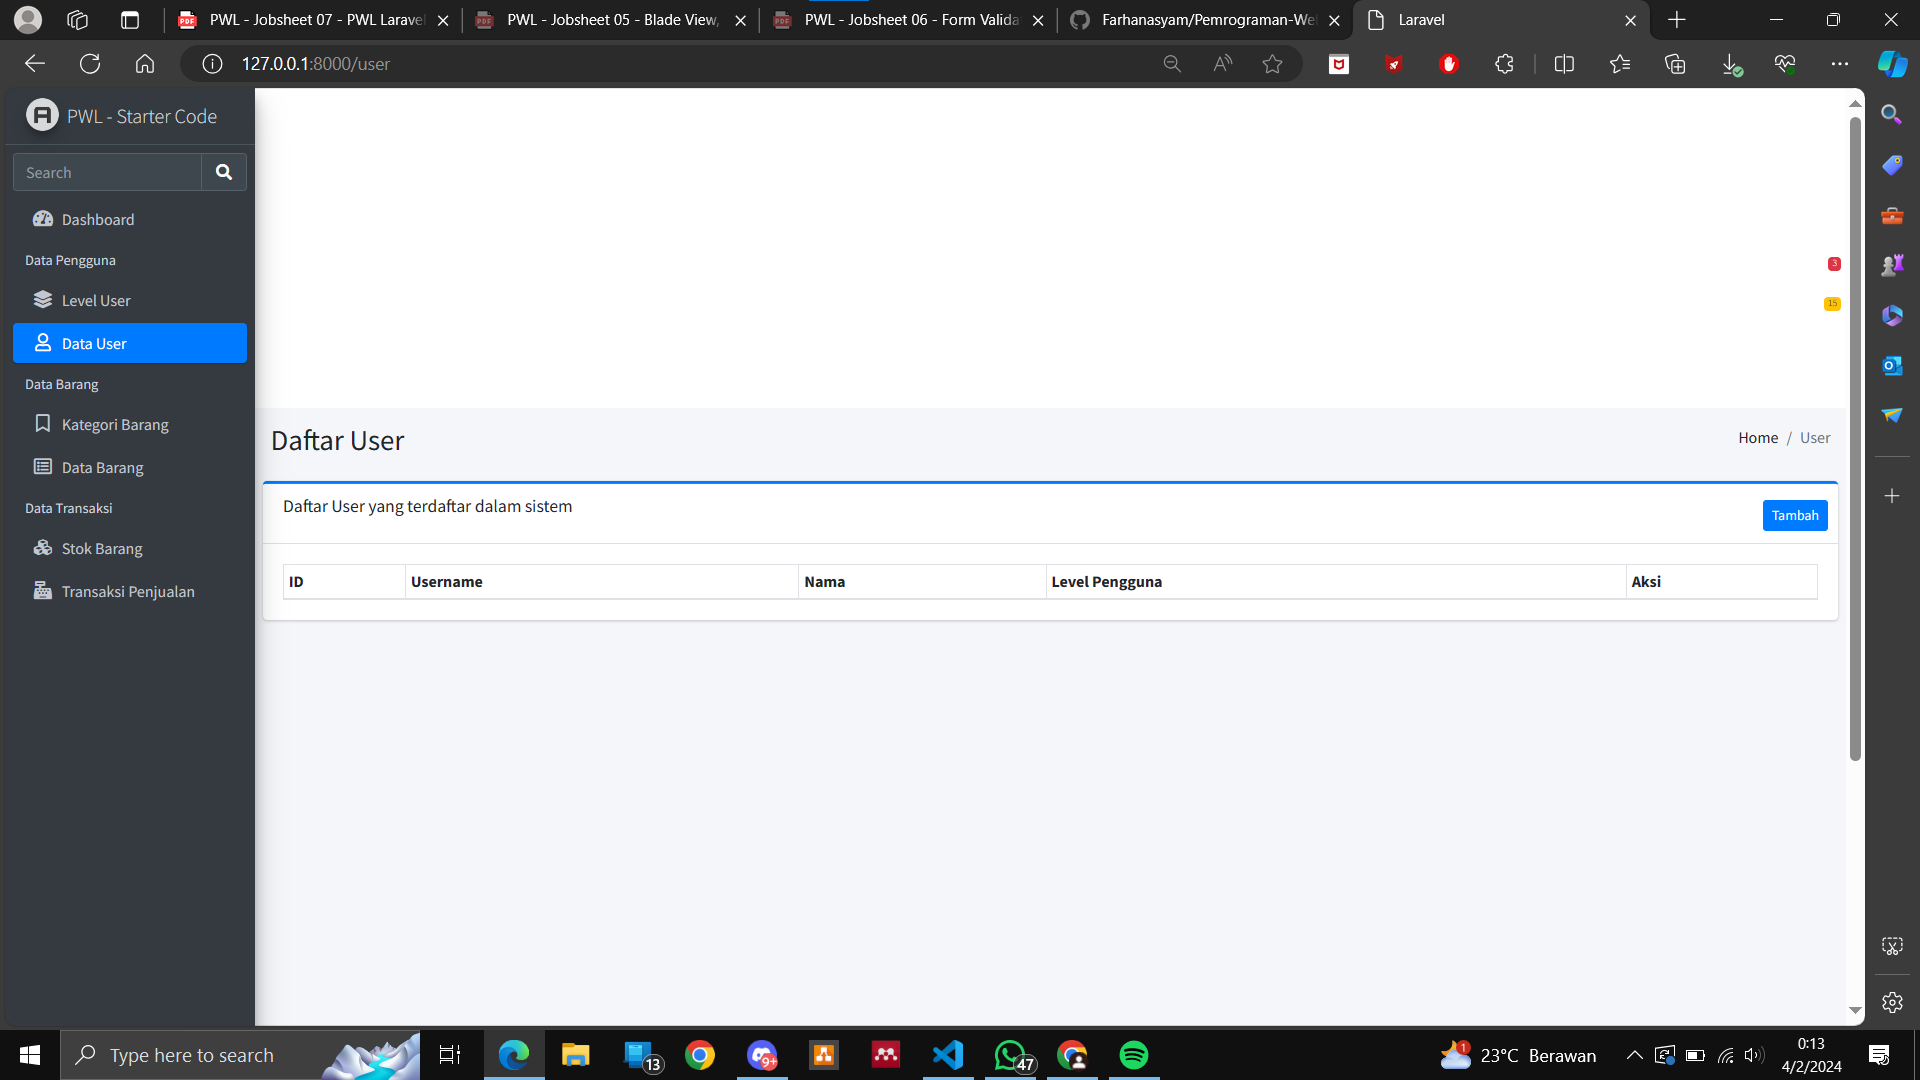 PWL - Jobsheet 07 - PWL Laravel
PWL - Jobsheet 05 - Blade View,
PWL - Jobsheet 06 - Form Valida
Farhanasyam/Pemrograman-We
Laravel
127.0.0.1:8000/user
PWL - Starter Code
Search
Dashboard
Data Pengguna
Level User
Data User
Data Barang
Kategori Barang
Data Barang
Data Transaksi
Stok Barang
Transaksi Penjualan
3
15
Daftar User
Home / User
Daftar User yang terdaftar dalam sistem
Tambah
ID Username Nama Level Pengguna Aksi
Type here to search
13
9+
47
1
23°C Berawan
0:13
4/2/2024